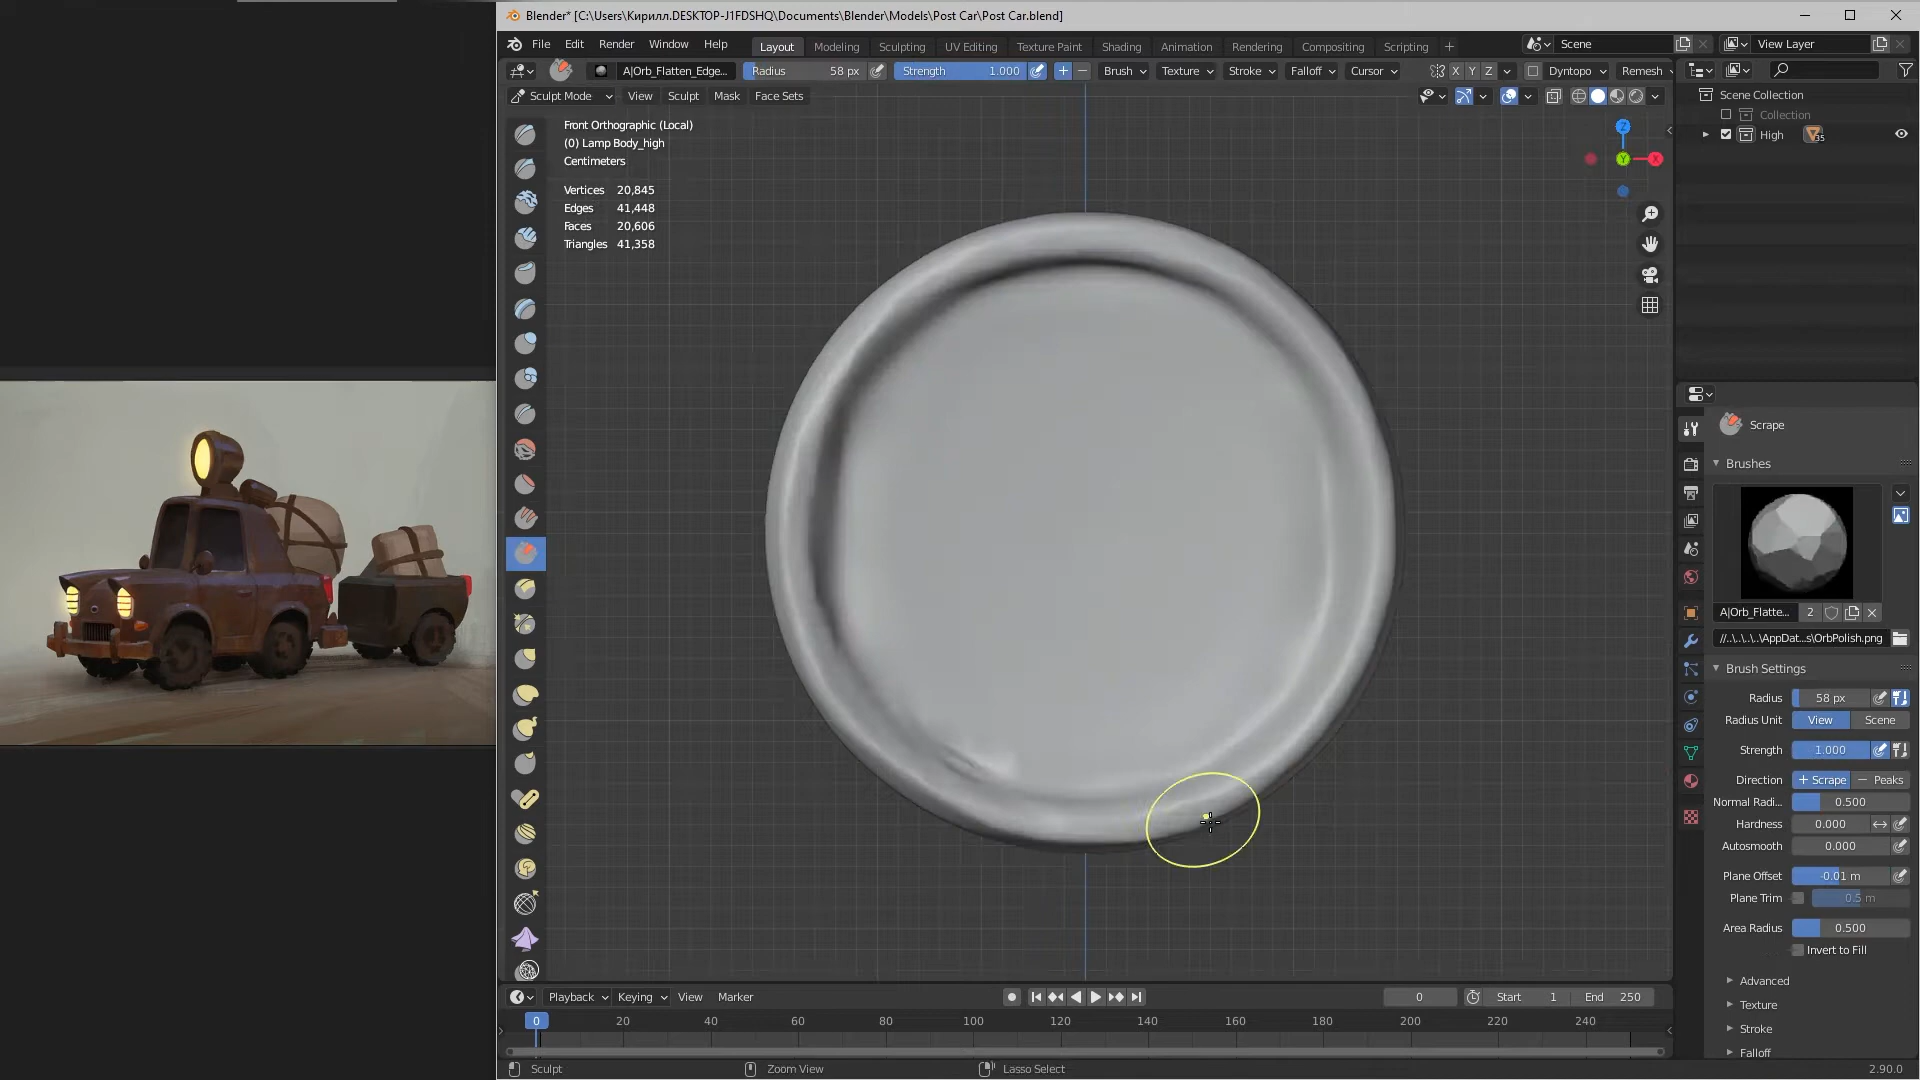 Blender* [C:\Users\Кирилл.DESKTOP-J1FDSHQ\Documents\Blender\Models\Post Car\Post Car.blend]
File Edit Render Window Help Layout Modeling Sculpting UV Editing Texture Paint Shading Animation Rendering Compositing Scripting + Scene View Layer
A|Orb_Flatten_Edge... Radius 58 px Strength 1.000 + − Brush Texture Stroke Falloff Cursor X Y Z Dyntopo Remesh
Sculpt Mode View Sculpt Mask Face Sets
Scene Collection
Collection
High 35
Front Orthographic (Local)
(0) Lamp Body_high
Centimeters
Vertices 20,845
Edges 41,448
Faces 20,606
Triangles 41,358
Z
Y X
Scrape
Brushes
A|Orb_Flatte... 2
//..\..\..\..\AppDat...s\OrbPolish.png
Brush Settings
Radius 58 px
Radius Unit View Scene
Strength 1.000
Direction + Scrape − Peaks
Normal Radi... 0.500
Hardness 0.000
Autosmooth 0.000
Plane Offset -0.01 m
Plane Trim 0.5 m
Area Radius 0.500
Invert to Fill
Advanced
Texture
Stroke
Falloff
Playback Keying View Marker 0 Start 1 End 250
0 20 40 60 80 100 120 140 160 180 200 220 240
Sculpt Zoom View Lasso Select 2.90.0